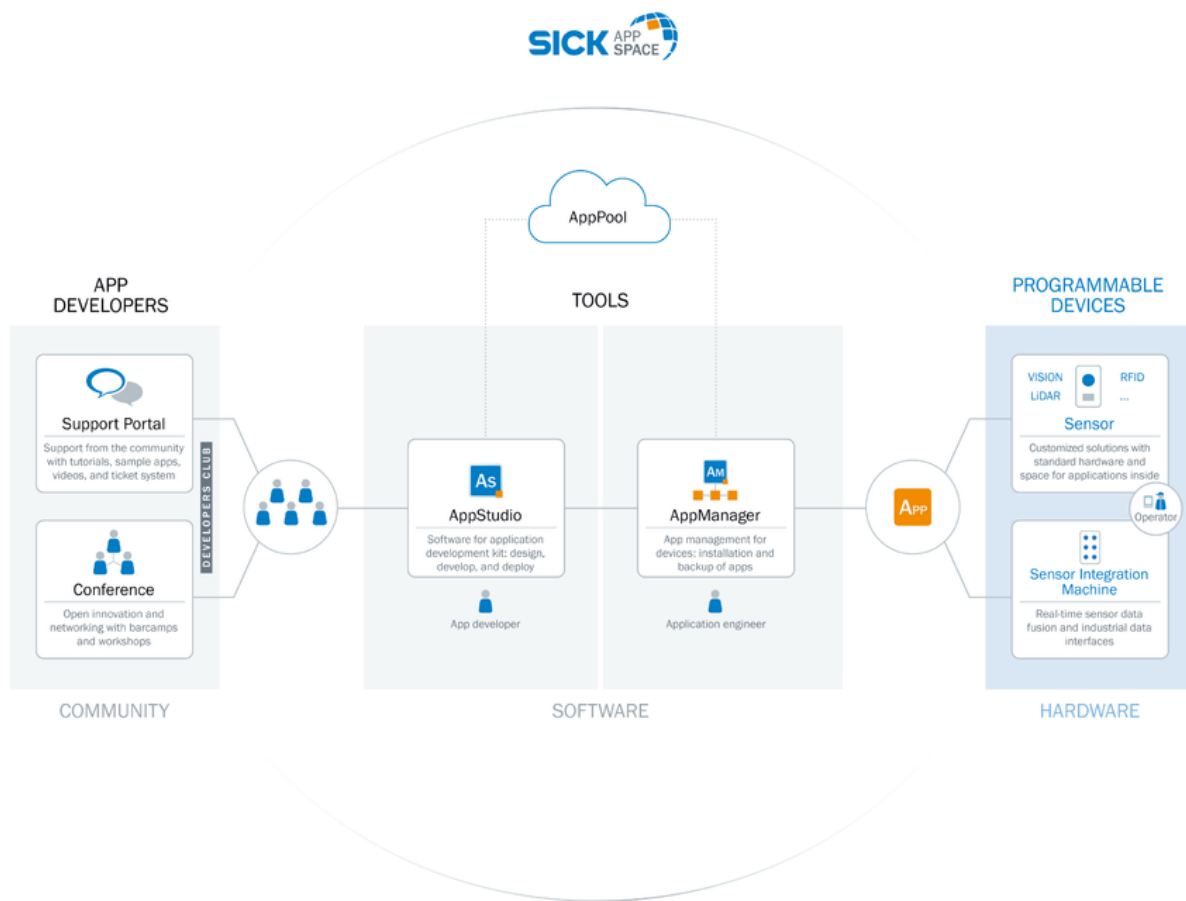 SICK APP SPACE
AppPool
APP
DEVELOPERS
Support Portal
Support from the community
with tutorials, sample apps,
videos, and ticket system
Conference
Open innovation and
networking with barcamps
and workshops
DEVELOPERS CLUB
COMMUNITY
TOOLS
As
AppStudio
Software for application
development kit: design,
develop, and deploy
App developer
AM
AppManager
App management for
devices: installation and
backup of apps
Application engineer
SOFTWARE
APP
PROGRAMMABLE
DEVICES
VISION
RFID
LiDAR
...
Sensor
Customized solutions with
standard hardware and
space for applications inside
Operator
Sensor Integration
Machine
Real-time sensor data
fusion and industrial data
interfaces
HARDWARE